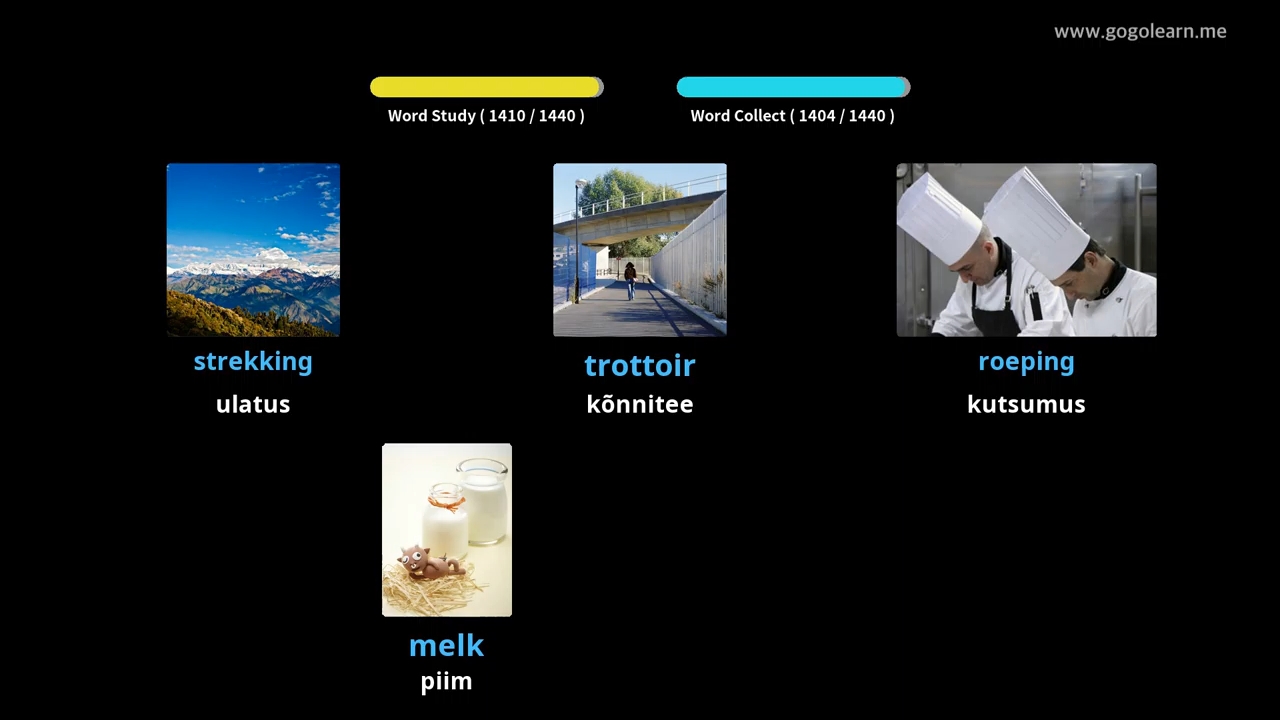 www.gogolearn.me
Word Study ( 1410 / 1440 )
Word Collect ( 1404 / 1440 )
strekking
ulatus
trottoir
kõnnitee
roeping
kutsumus
melk
piim